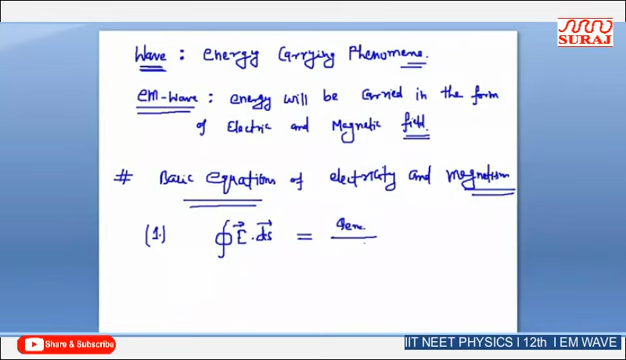 SURAJ
Wave : energy Carrying Phenomena.
EM-Wave : energy will be Carried in the form
of Electric and Magnetic field.
# Basic equations of electricity and magnetism
(1.) ∮ E⃗ . ds⃗ = qen.
Share & Subscribe
IIT NEET PHYSICS I 12th I EM WAVE